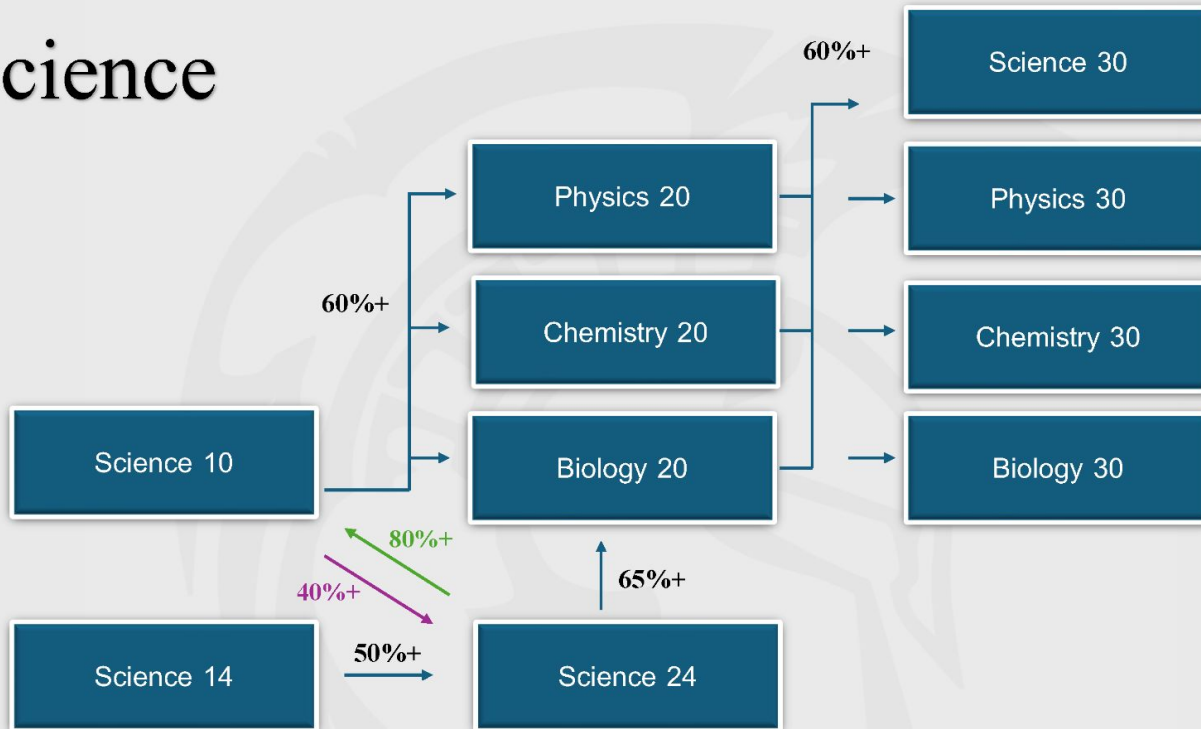 cience
60%+
Science 30
Physics 20
Physics 30
60%+
Chemistry 20
Chemistry 30
Science 10
Biology 20
Biology 30
80%+
40%+
65%+
50%+
Science 14
Science 24